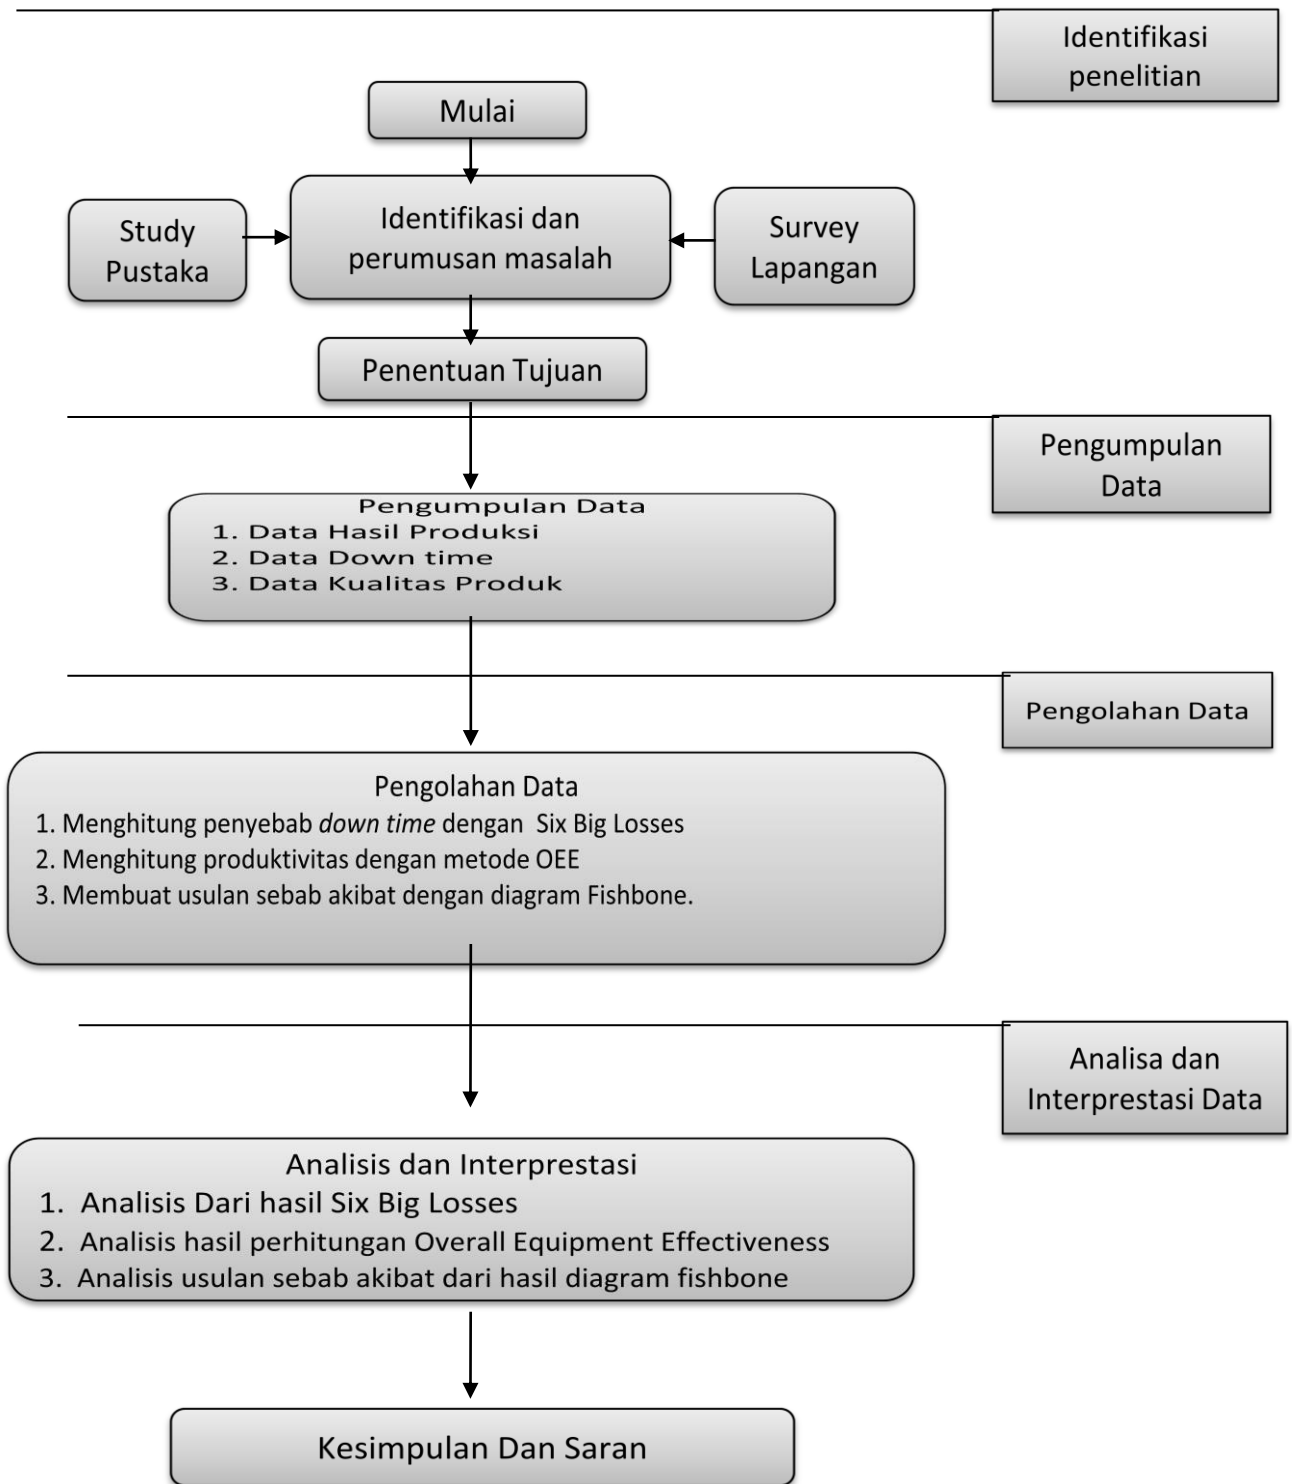 Identifikasi
penelitian
Mulai
Study
Pustaka
Identifikasi dan
perumusan masalah
Survey
Lapangan
Penentuan Tujuan
Pengumpulan
Data
Pengumpulan Data
1. Data Hasil Produksi
2. Data Down time
3. Data Kualitas Produk
Pengolahan Data
Pengolahan Data
1. Menghitung penyebab down time dengan Six Big Losses
2. Menghitung produktivitas dengan metode OEE
3. Membuat usulan sebab akibat dengan diagram Fishbone.
Analisa dan
Interprestasi Data
Analisis dan Interprestasi
1. Analisis Dari hasil Six Big Losses
2. Analisis hasil perhitungan Overall Equipment Effectiveness
3. Analisis usulan sebab akibat dari hasil diagram fishbone
Kesimpulan Dan Saran